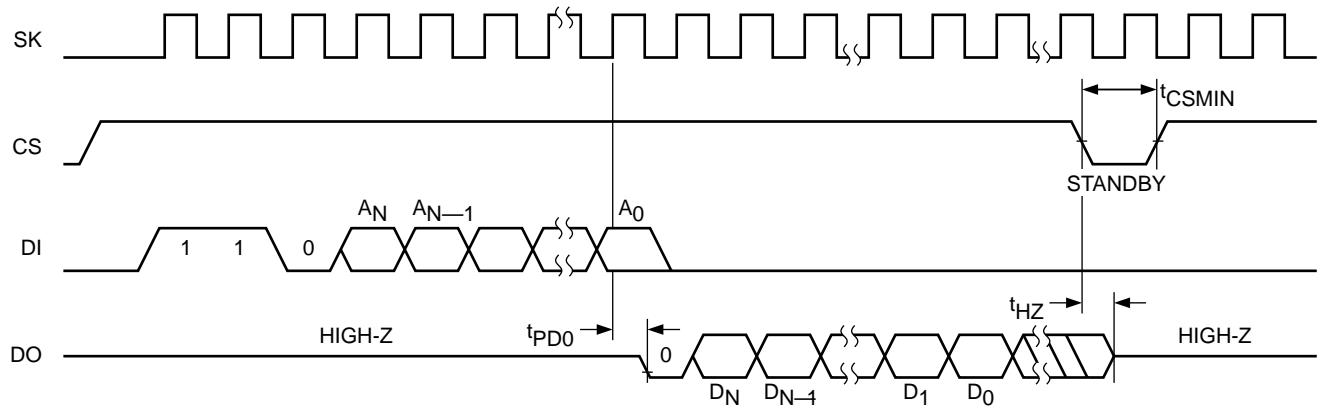 SK
tCSMIN
CS
STANDBY
AN AN—1 A0
DI 1 1 0
tHZ
HIGH-Z tPD0 HIGH-Z
DO 0
DN DN—1 D1 D0